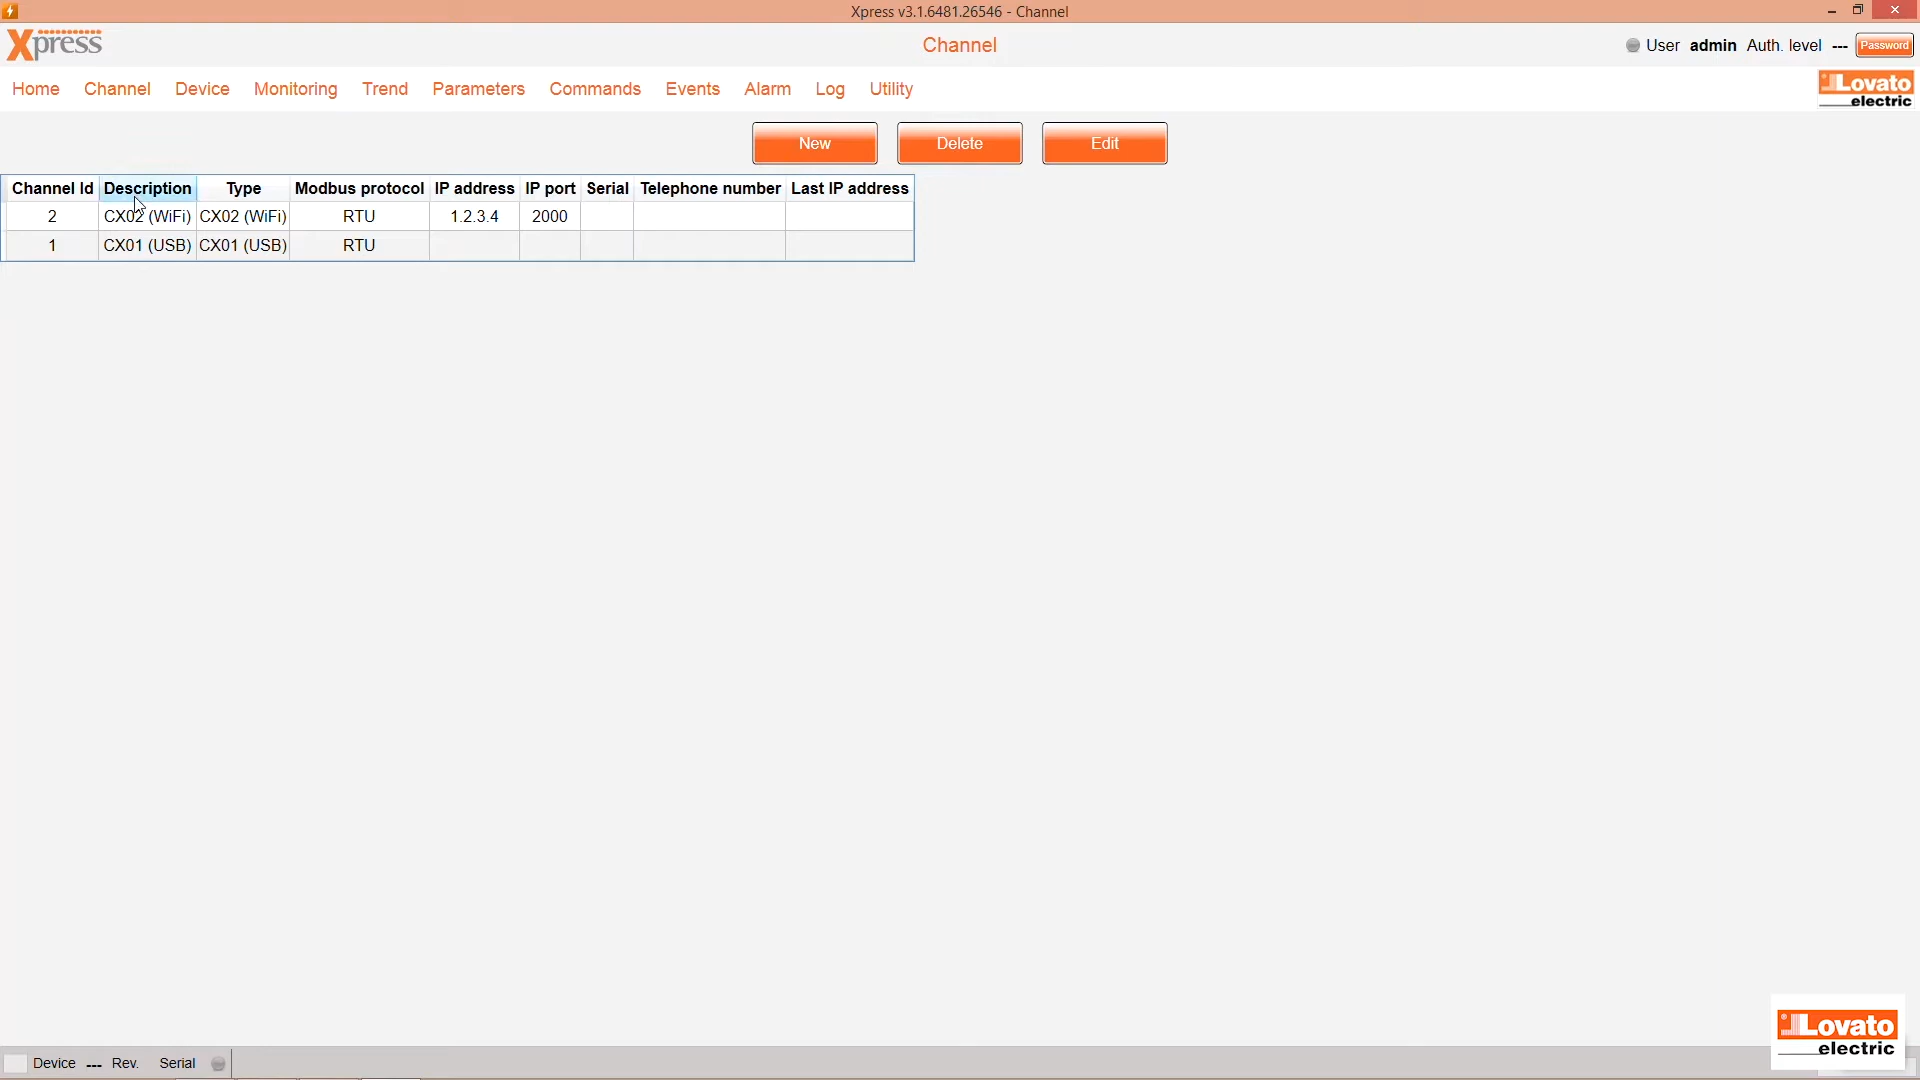 Xpress v3.1.6481.26546 - Channel
Xpress
Channel
User admin Auth. level --- Password
Home Channel Device Monitoring Trend Parameters Commands Events Alarm Log Utility
Lovato
electric
New Delete Edit
Channel Id Description Type Modbus protocol IP address IP port Serial Telephone number Last IP address
2 CX02 (WiFi) CX02 (WiFi) RTU 1.2.3.4 2000
1 CX01 (USB) CX01 (USB) RTU
Lovato
electric
Device --- Rev. Serial